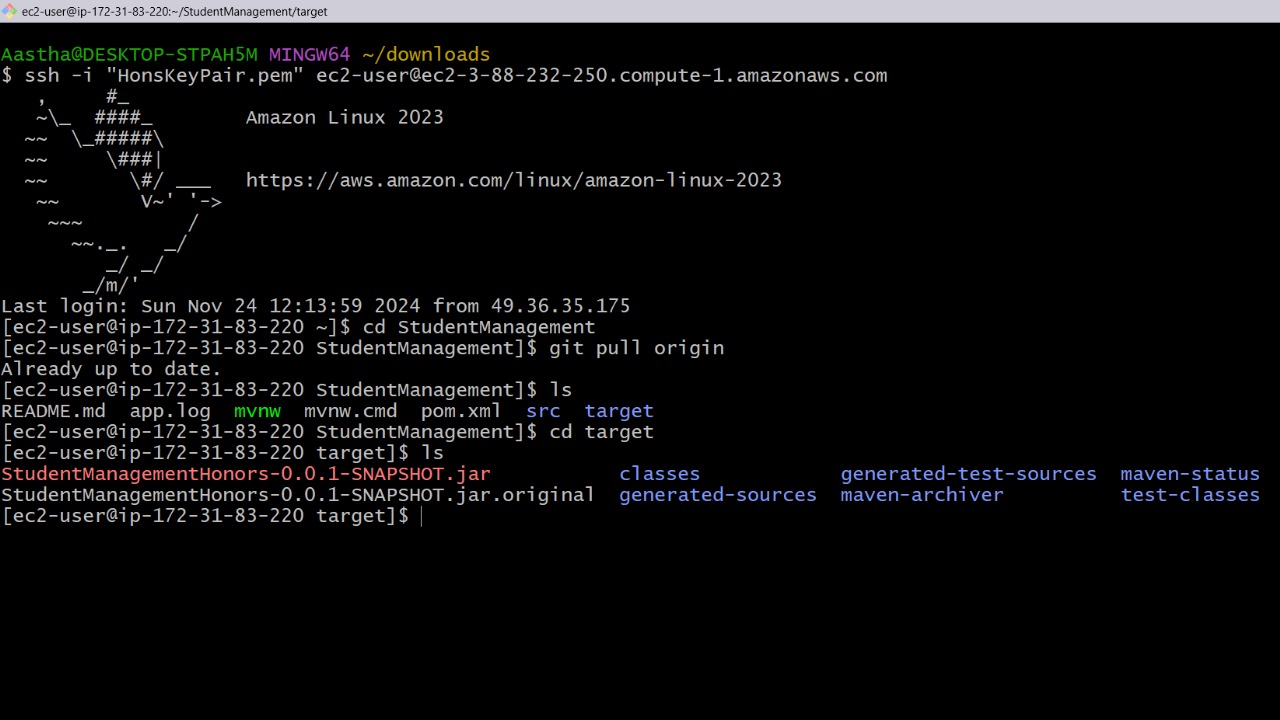 ec2-user@ip-172-31-83-220:~/StudentManagement/target
Aastha@DESKTOP-STPAH5M MINGW64 ~/downloads
$ ssh -i "HonsKeyPair.pem" ec2-user@ec2-3-88-232-250.compute-1.amazonaws.com
   ,     #_
   ~\_  ####_        Amazon Linux 2023
  ~~  \_#####\
  ~~     \###|
  ~~       \#/ ___   https://aws.amazon.com/linux/amazon-linux-2023
   ~~       V~' '->
    ~~~         /
      ~~._.   _/
         _/ _/
       _/m/'
Last login: Sun Nov 24 12:13:59 2024 from 49.36.35.175
[ec2-user@ip-172-31-83-220 ~]$ cd StudentManagement
[ec2-user@ip-172-31-83-220 StudentManagement]$ git pull origin
Already up to date.
[ec2-user@ip-172-31-83-220 StudentManagement]$ ls
README.md  app.log  mvnw  mvnw.cmd  pom.xml  src  target
[ec2-user@ip-172-31-83-220 StudentManagement]$ cd target
[ec2-user@ip-172-31-83-220 target]$ ls
StudentManagementHonors-0.0.1-SNAPSHOT.jar           classes            generated-test-sources  maven-status
StudentManagementHonors-0.0.1-SNAPSHOT.jar.original  generated-sources  maven-archiver          test-classes
[ec2-user@ip-172-31-83-220 target]$